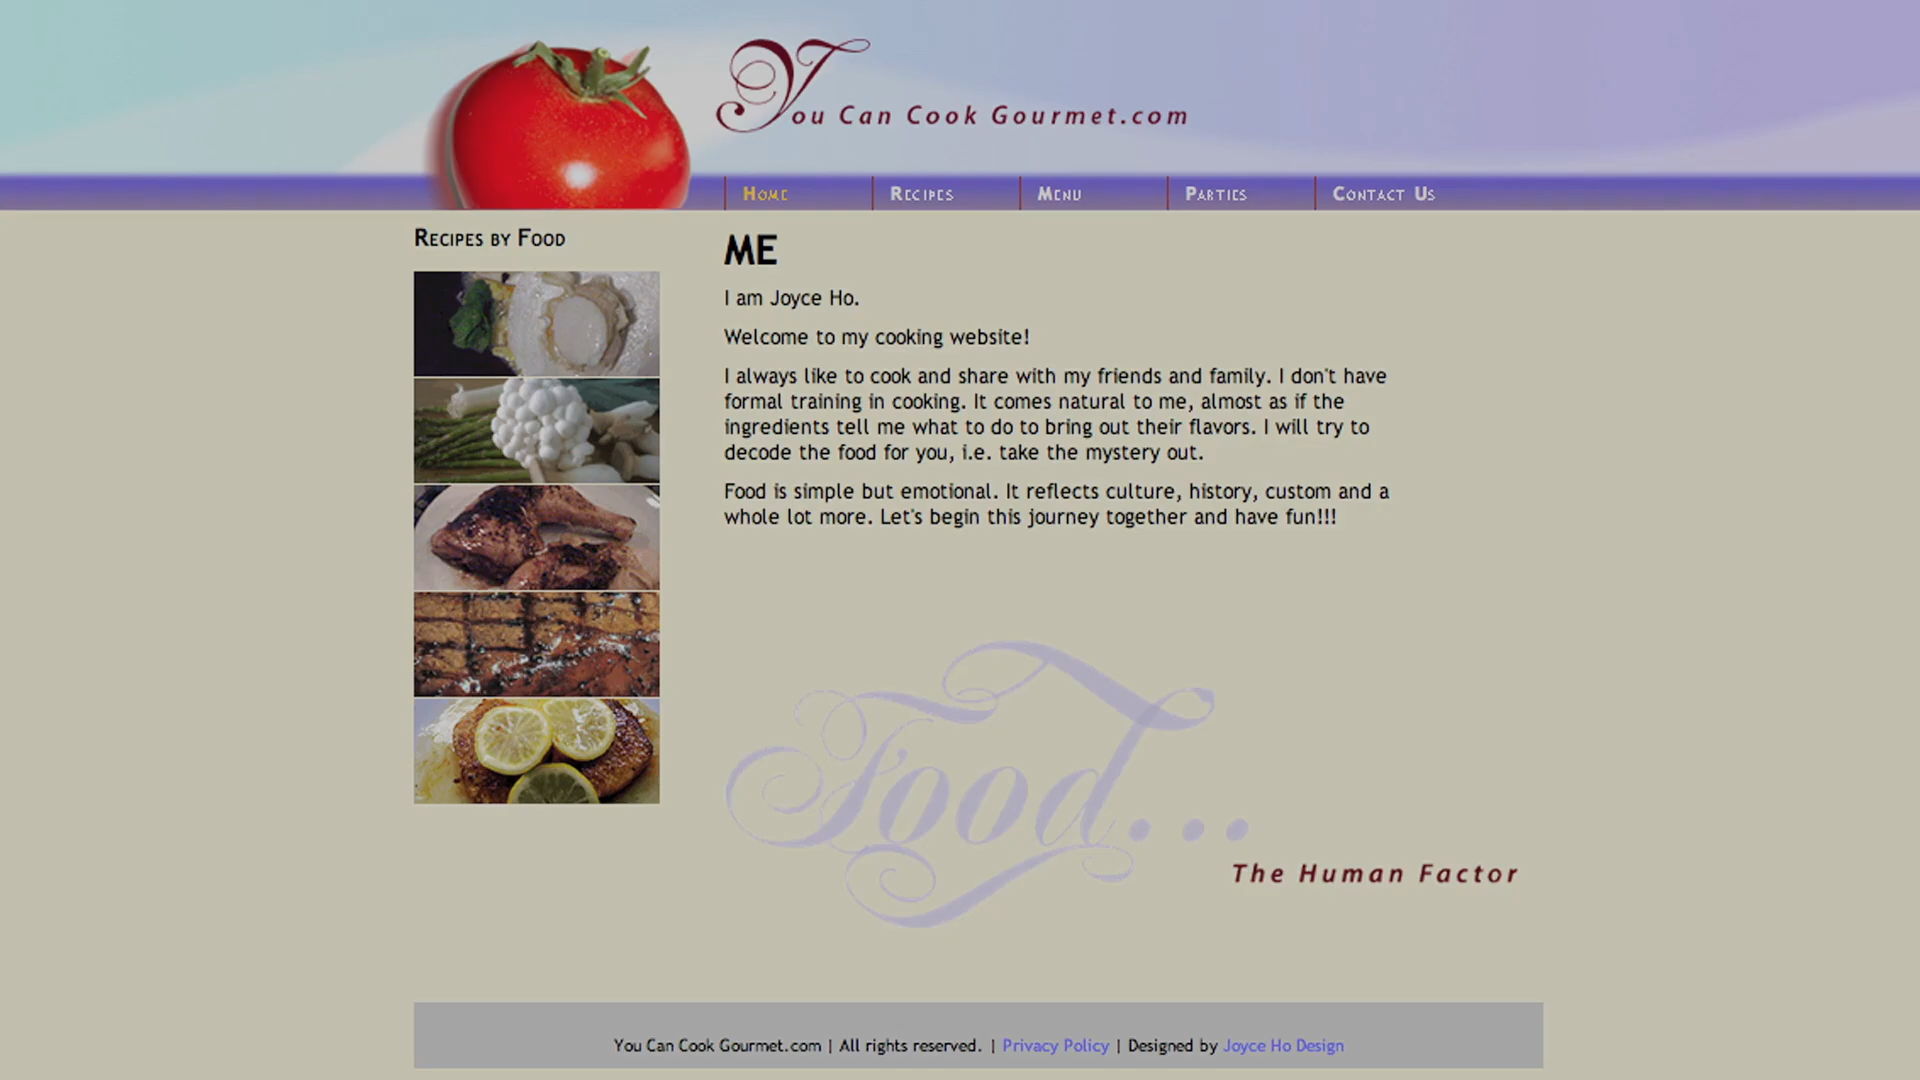 You Can Cook Gourmet.com
Home
Recipes
Menu
Parties
Contact Us
Recipes by Food
ME
I am Joyce Ho.
Welcome to my cooking website!
I always like to cook and share with my friends and family. I don't have
formal training in cooking. It comes natural to me, almost as if the
ingredients tell me what to do to bring out their flavors. I will try to
decode the food for you, i.e. take the mystery out.
Food is simple but emotional. It reflects culture, history, custom and a
whole lot more. Let's begin this journey together and have fun!!!
Food...
The Human Factor
You Can Cook Gourmet.com | All rights reserved. | Privacy Policy | Designed by Joyce Ho Design